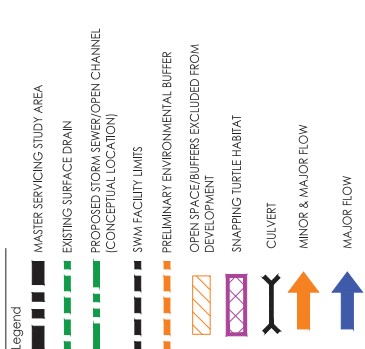 Legend
MASTER SERVICING STUDY AREA
EXISTING SURFACE DRAIN
PROPOSED STORM SEWER/OPEN CHANNEL
(CONCEPTUAL LOCATION)
SWM FACILITY LIMITS
PRELIMINARY ENVIRONMENTAL BUFFER
OPEN SPACE/BUFFERS EXCLUDED FROM
DEVELOPMENT
SNAPPING TURTLE HABITAT
CULVERT
MINOR & MAJOR FLOW
MAJOR FLOW